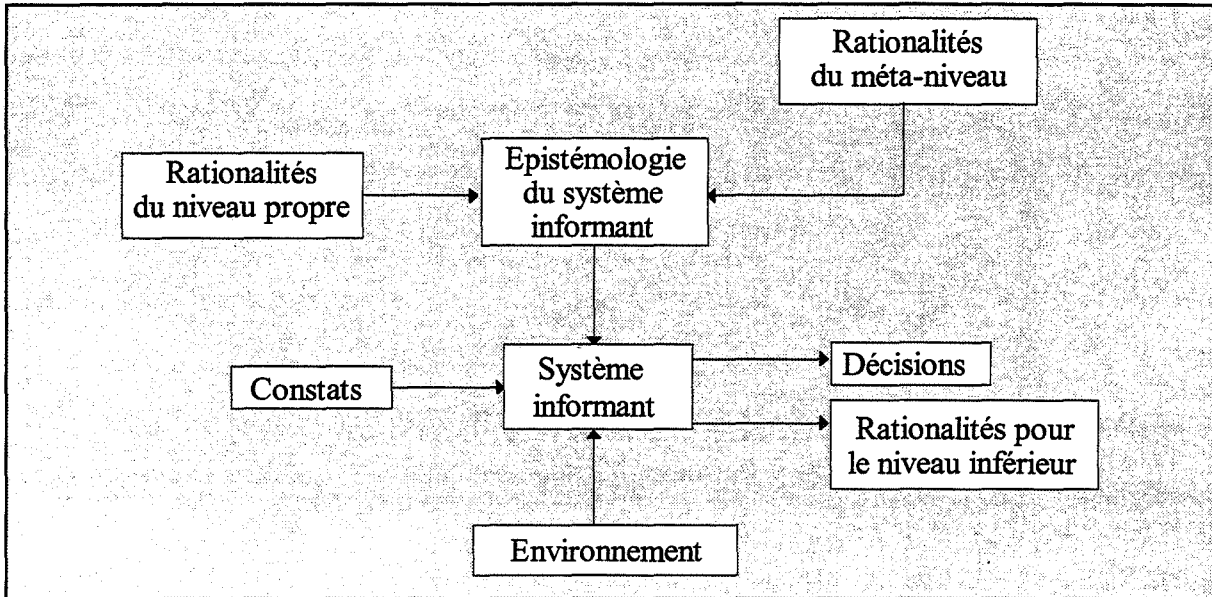 Rationalités
du méta-niveau
Rationalités
du niveau propre
Epistémologie
du système
informant
Constats
Système
informant
Décisions
Rationalités pour
le niveau inférieur
Environnement